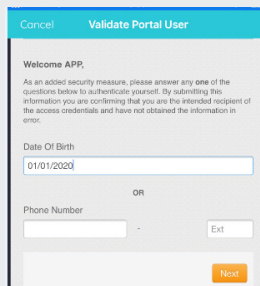 Cancel Validate Portal User
Welcome APP,
As an added security measure, please answer any one of the
questions below to authenticate yourself. By submitting this
information you are confirming that you are the intended recipient of
the access credentials and have not obtained the information in
error.
Date Of Birth
01/01/2020
OR
Phone Number
- Ext
Next